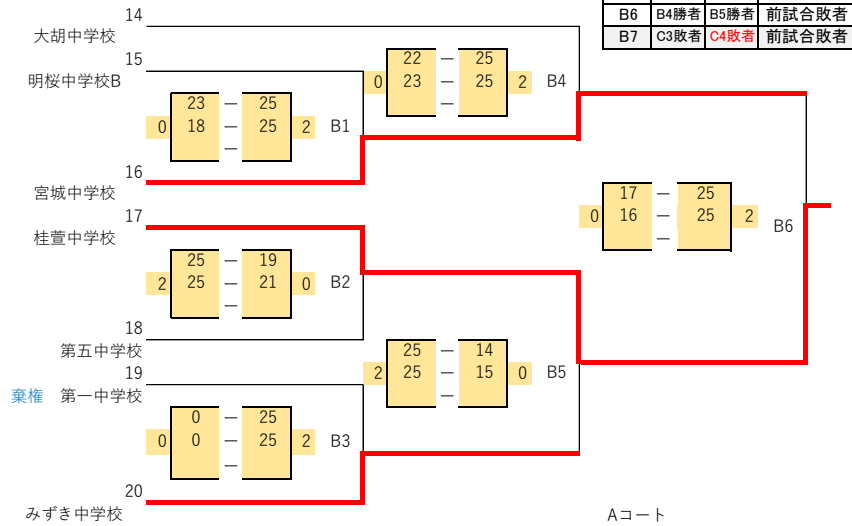 14
大胡中学校
15
明桜中学校B
16
宮城中学校
17
桂萱中学校
18
第五中学校
19
棄権 第一中学校
20
みずき中学校
23 — 25
0 18 — 25 2 B1
—
25 — 19
2 25 — 21 0 B2
—
0 — 25
0 0 — 25 2 B3
—
22 — 25
0 23 — 25 2 B4
—
25 — 14
2 25 — 15 0 B5
—
17 — 25
0 16 — 25 2 B6
—
B6 B4勝者 B5勝者 前試合敗者
B7 C3敗者 C4敗者 前試合敗者
Aコート